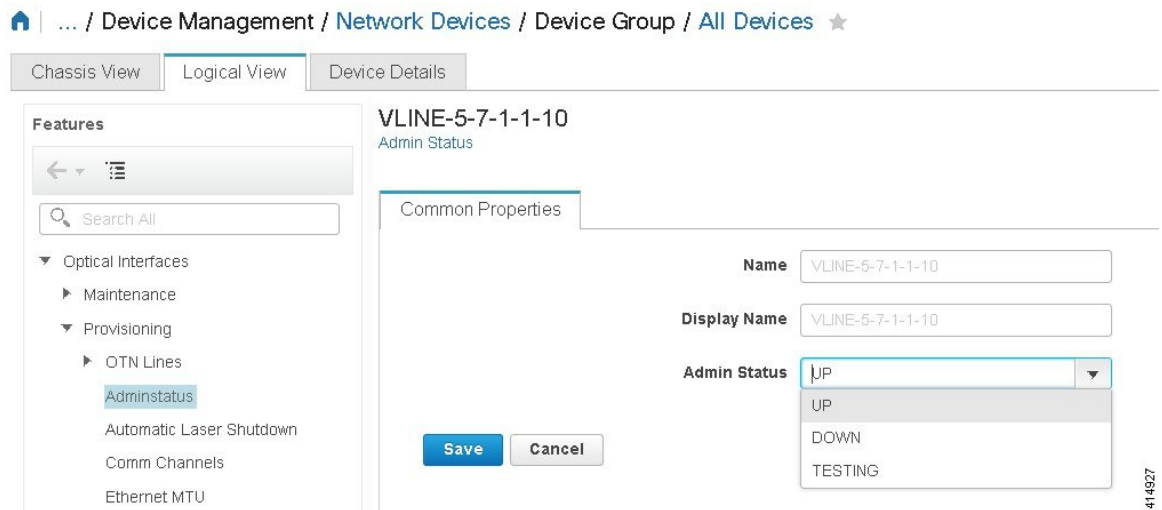 ... / Device Management / Network Devices / Device Group / All Devices
Chassis View Logical View Device Details
Features
Search All
Optical Interfaces
Maintenance
Provisioning
OTN Lines
Adminstatus
Automatic Laser Shutdown
Comm Channels
Ethernet MTU
VLINE-5-7-1-1-10
Admin Status
Common Properties
Name VLINE-5-7-1-1-10
Display Name VLINE-5-7-1-1-10
Admin Status UP
UP
DOWN
TESTING
Save Cancel
414927